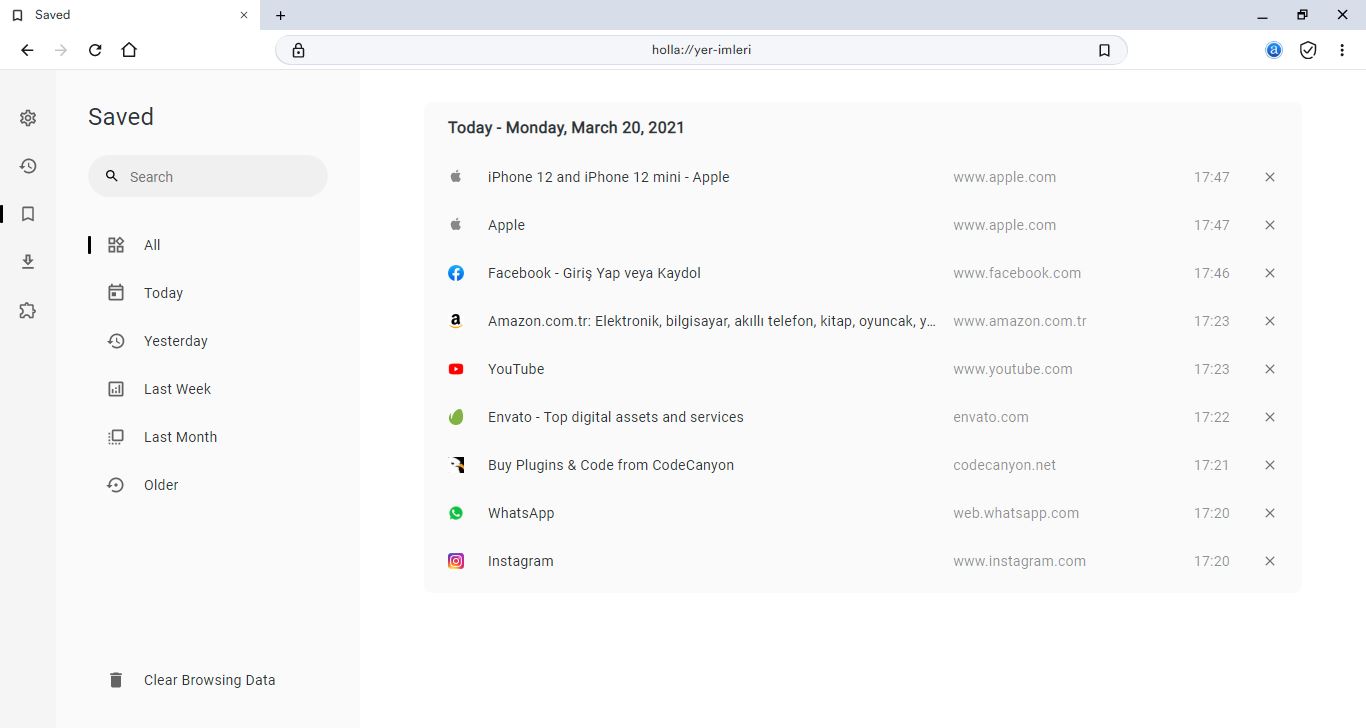 Saved
holla://yer-imleri
Saved
Search
All
Today
Yesterday
Last Week
Last Month
Older
Clear Browsing Data
Today - Monday, March 20, 2021
iPhone 12 and iPhone 12 mini - Apple www.apple.com 17:47
Apple www.apple.com 17:47
Facebook - Giriş Yap veya Kaydol www.facebook.com 17:46
a Amazon.com.tr: Elektronik, bilgisayar, akıllı telefon, kitap, oyuncak, y... www.amazon.com.tr 17:23
YouTube www.youtube.com 17:23
Envato - Top digital assets and services envato.com 17:22
Buy Plugins & Code from CodeCanyon codecanyon.net 17:21
WhatsApp web.whatsapp.com 17:20
Instagram www.instagram.com 17:20